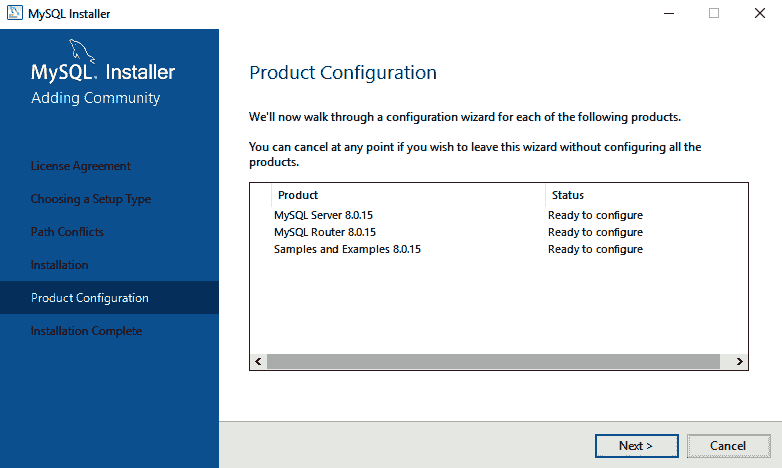 MySQL Installer
MySQL. Installer
Adding Community
License Agreement
Choosing a Setup Type
Path Conflicts
Installation
Product Configuration
Installation Complete
Product Configuration
We'll now walk through a configuration wizard for each of the following products.
You can cancel at any point if you wish to leave this wizard without configuring all the
products.
Product Status
MySQL Server 8.0.15 Ready to configure
MySQL Router 8.0.15 Ready to configure
Samples and Examples 8.0.15 Ready to configure
Next > Cancel